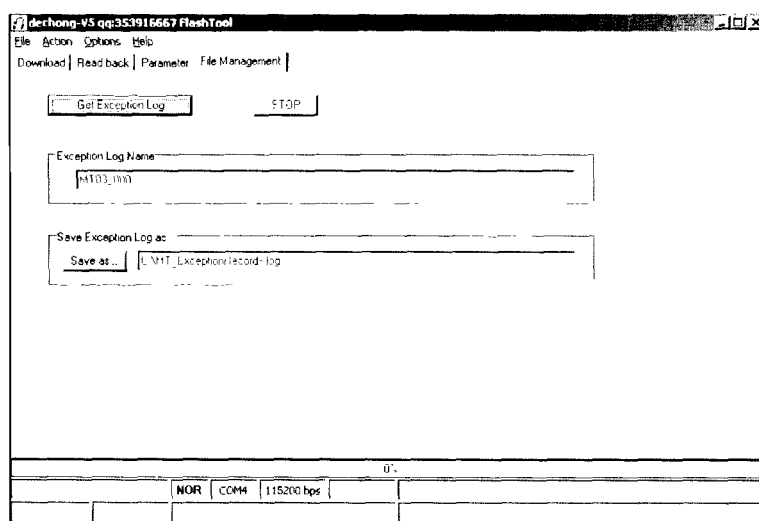 dechong-V5 qq:353916667 FlashTool
File Action Options Help
Download Read back Parameter File Management
Get Exception Log STOP
Exception Log Name
Save Exception Log as
Save as ..
NOR COM4 115200 bps